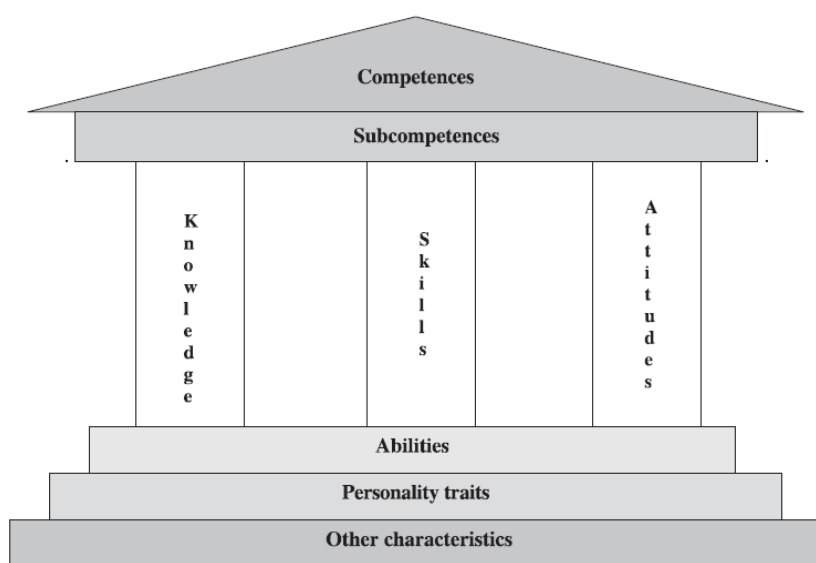 Competences
Subcompetences
Knowledge
Skills
Attitudes
Abilities
Personality traits
Other characteristics